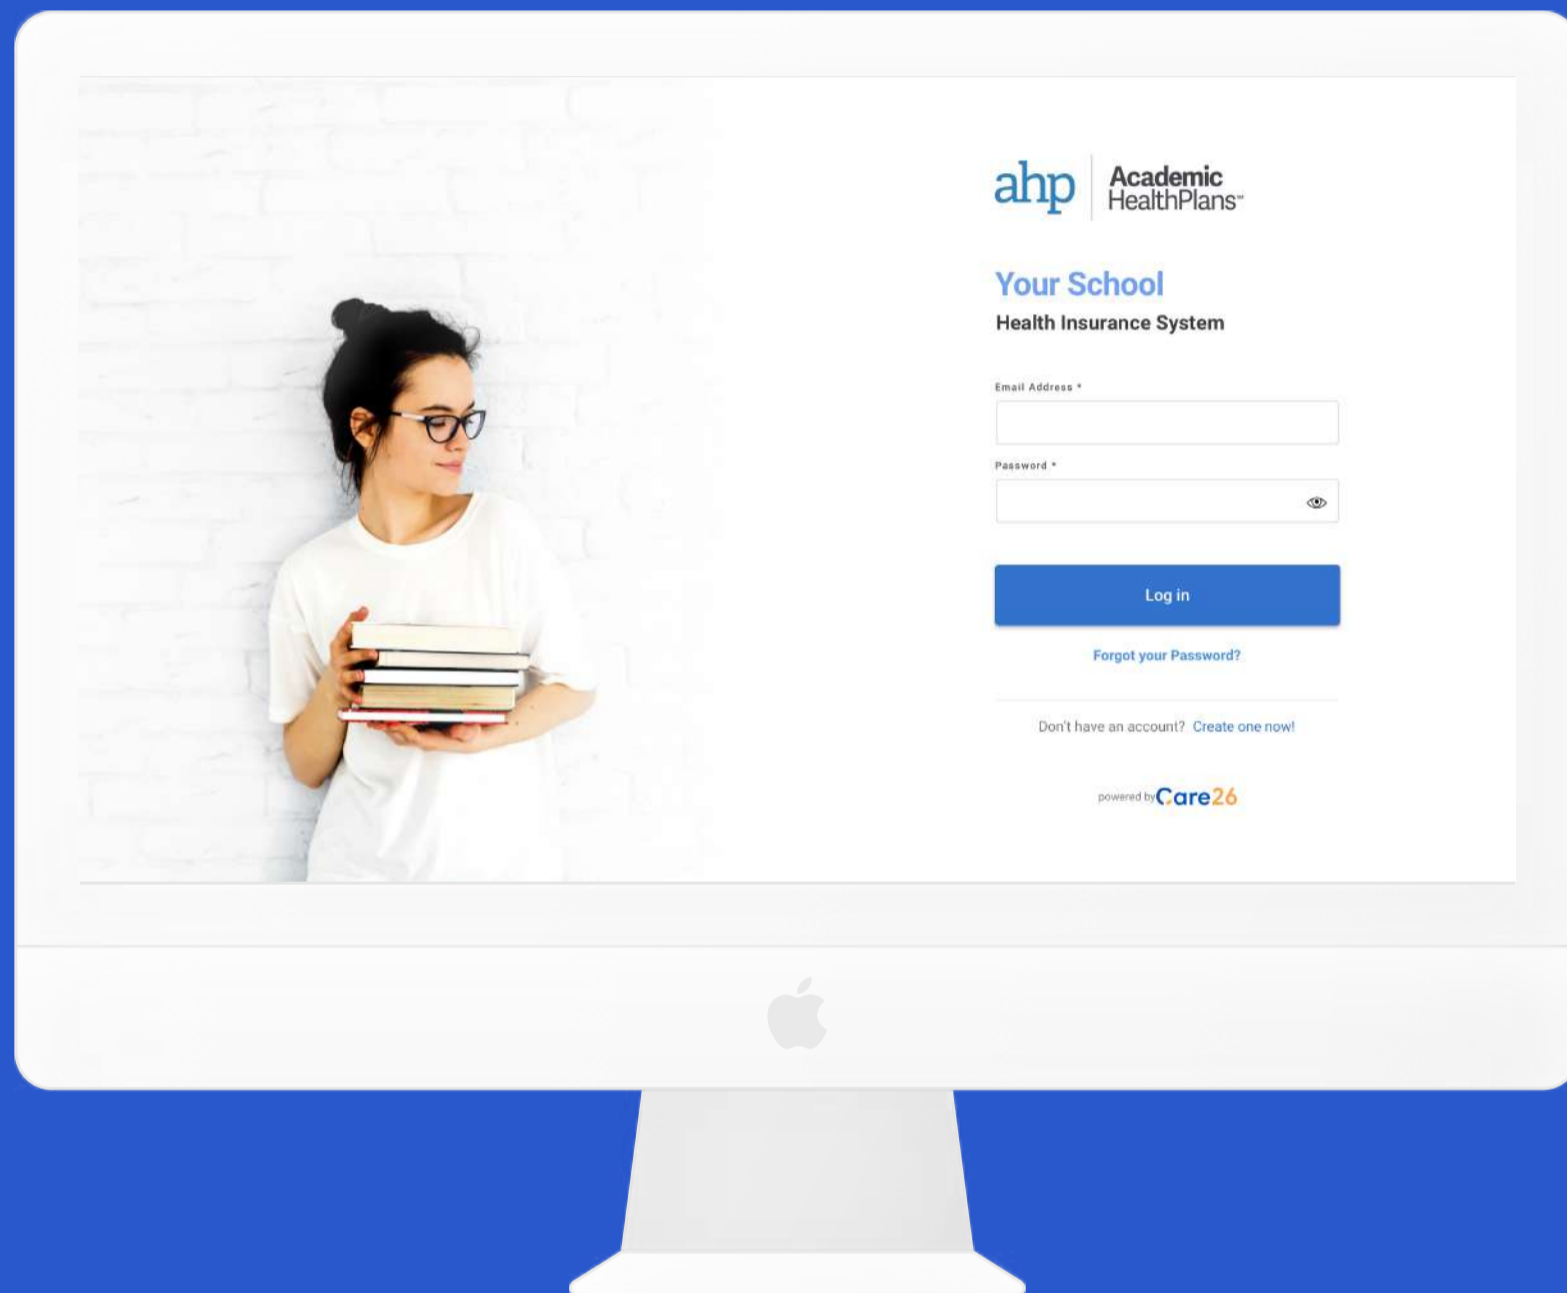 ahp
Academic
HealthPlans™
Your School
Health Insurance System
Email Address *
Password *
Log in
Forgot your Password?
Don't have an account? Create one now!
powered by Care26